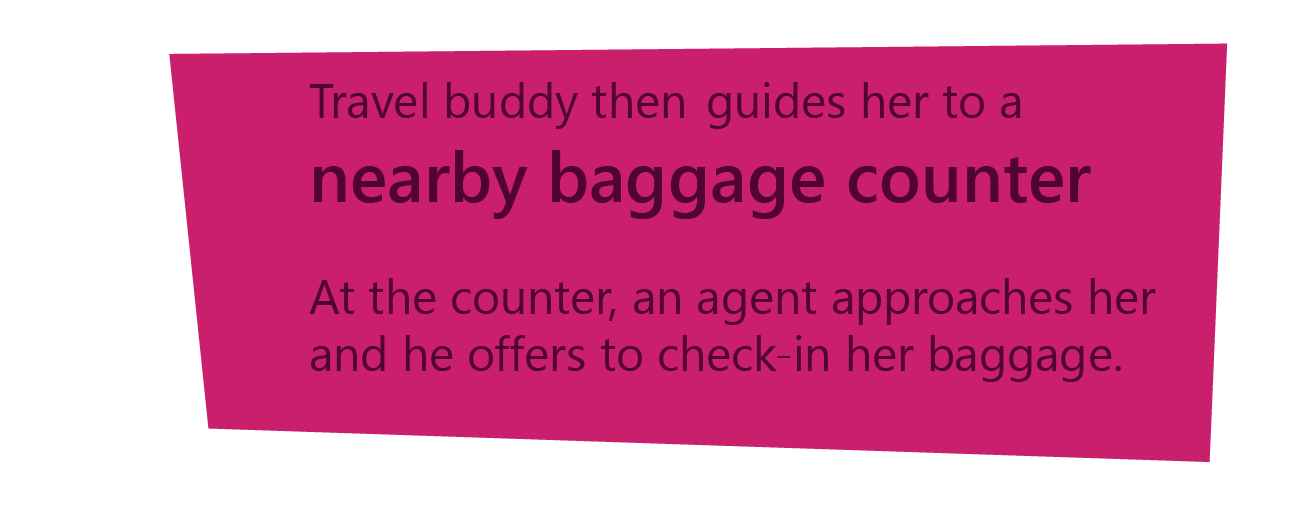 Travel buddy then guides her to a
nearby baggage counter
At the counter, an agent approaches her
and he offers to check-in her baggage.